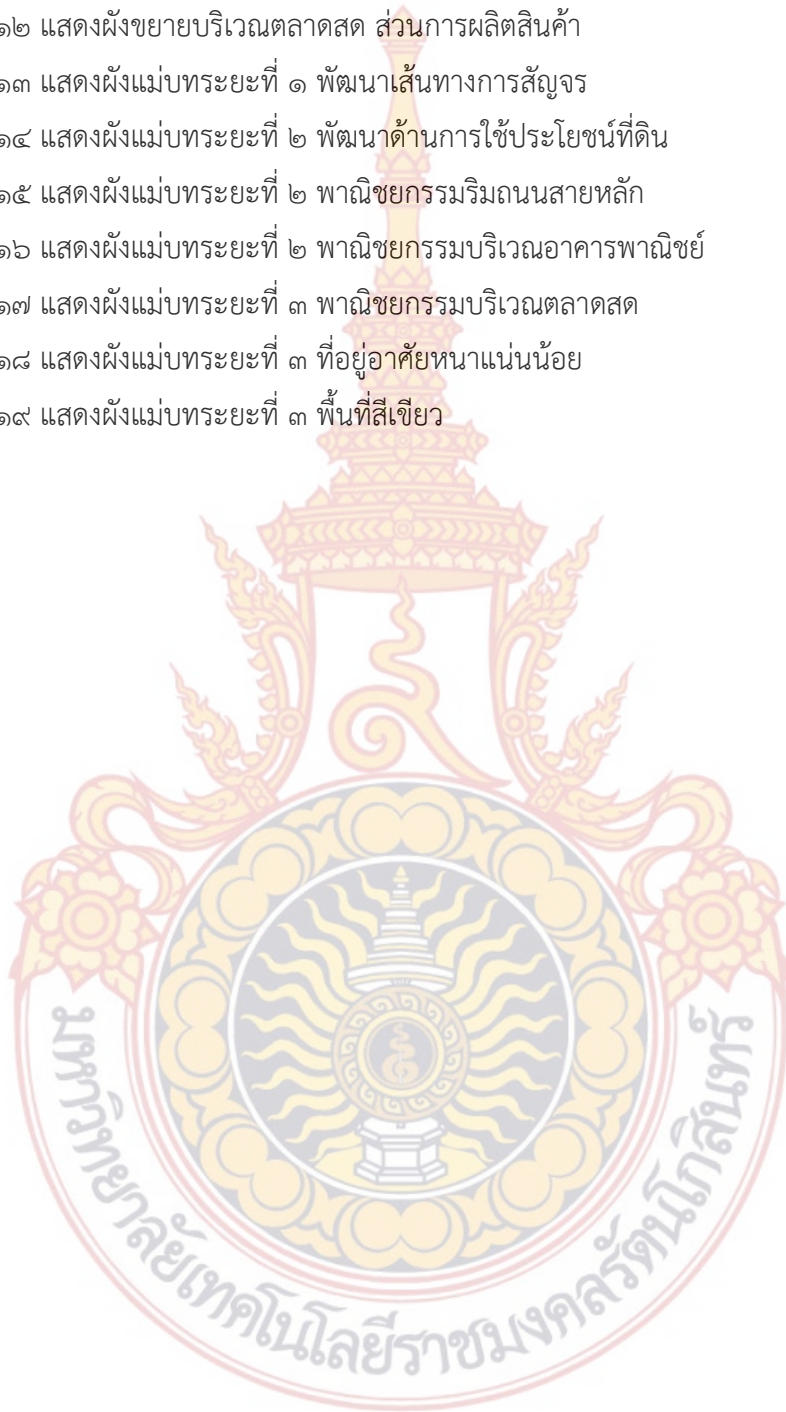 ๑๒ แสดงผังขยายบริเวณตลาดสด ส่วนการผลิตสินค้า
๑๓ แสดงผังแม่บทระยะที่ ๑ พัฒนาเส้นทางการสัญจร
๑๔ แสดงผังแม่บทระยะที่ ๒ พัฒนาด้านการใช้ประโยชน์ที่ดิน
๑๕ แสดงผังแม่บทระยะที่ ๒ พาณิชยกรรมริมถนนสายหลัก
๑๖ แสดงผังแม่บทระยะที่ ๒ พาณิชยกรรมบริเวณอาคารพาณิชย์
๑๗ แสดงผังแม่บทระยะที่ ๓ พาณิชยกรรมบริเวณตลาดสด
๑๘ แสดงผังแม่บทระยะที่ ๓ ที่อยู่อาศัยหนาแน่นน้อย
๑๙ แสดงผังแม่บทระยะที่ ๓ พื้นที่สีเขียว
มหาวิทยาลัยเทคโนโลยีราชมงคลรัตนโกสินทร์